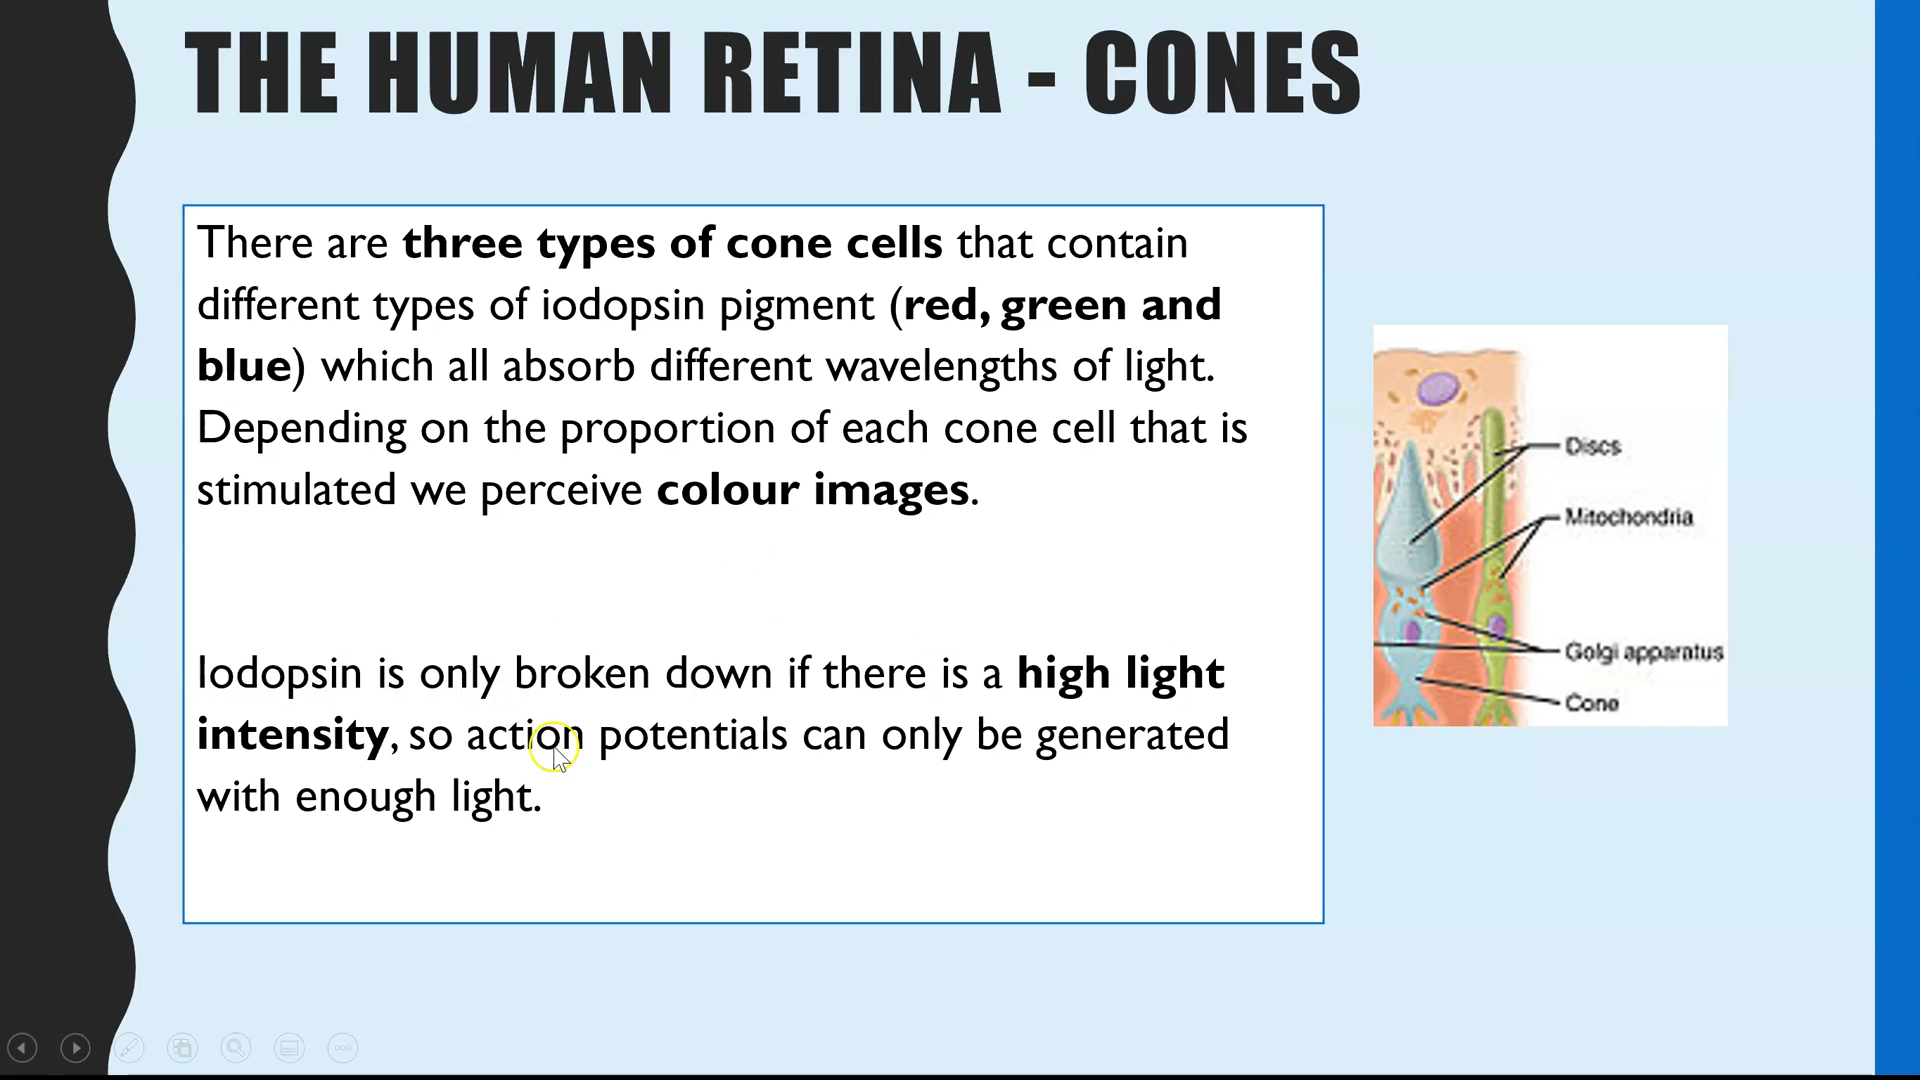 THE HUMAN RETINA - CONES
There are three types of cone cells that contain
different types of iodopsin pigment (red, green and
blue) which all absorb different wavelengths of light.
Depending on the proportion of each cone cell that is
stimulated we perceive colour images.
Iodopsin is only broken down if there is a high light
intensity, so action potentials can only be generated
with enough light.
Discs
Mitochondria
Golgi apparatus
Cone